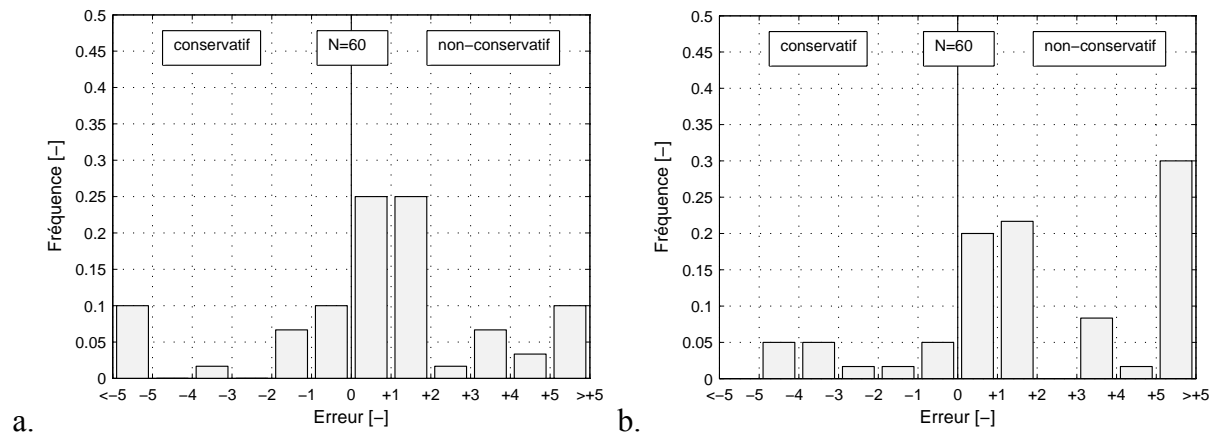 0.5
0.45
0.4
0.35
0.3
0.25
0.2
0.15
0.1
0.05
0
Fréquence [−]
conservatif
N=60
non−conservatif
<−5 −5 −4 −3 −2 −1 0 +1 +2 +3 +4 +5 >+5
Erreur [−]
a.
0.5
0.45
0.4
0.35
0.3
0.25
0.2
0.15
0.1
0.05
0
Fréquence [−]
conservatif
N=60
non−conservatif
<−5 −5 −4 −3 −2 −1 0 +1 +2 +3 +4 +5 >+5
Erreur [−]
b.